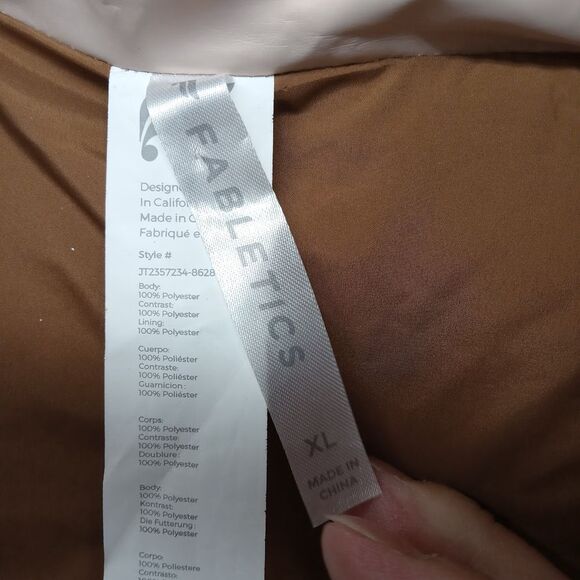 Designe
In Califor
Made in C
Fabriqué e
Style #
JT2357234-8628
Body:
100% Polyester
Contrast:
100% Polyester
Lining:
100% Polyester
Cuerpo:
100% Poliéster
Contraste:
100% Poliéster
Guarnicion:
100% Poliéster
Corps:
100% Polyester
Contraste:
100% Polyester
Doublure:
100% Polyester
Body:
100% Polyester
Kontrast:
100% Polyester
Die Futterung:
100% Polyester
Corpo:
100% Poliestere
Contrasto:
FABLETICS
XL
MADE IN
CHINA